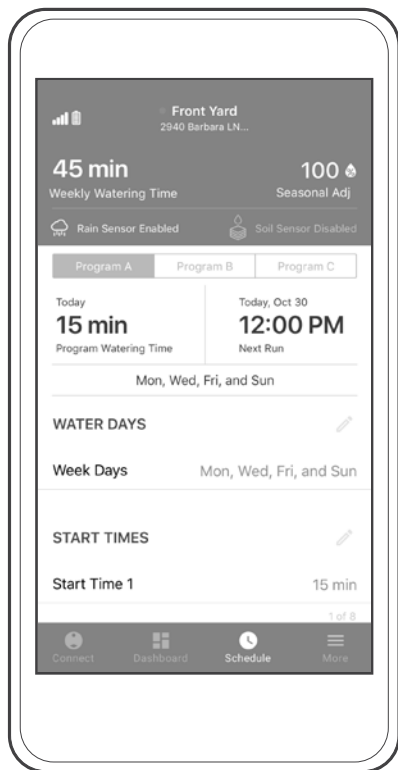 Front Yard
2940 Barbara LN...
45 min
100
Weekly Watering Time
Seasonal Adj
Rain Sensor Enabled
Soil Sensor Disabled
Program A
Program B
Program C
Today
15 min
Program Watering Time
Today, Oct 30
12:00 PM
Next Run
Mon, Wed, Fri, and Sun
WATER DAYS
Week Days
Mon, Wed, Fri, and Sun
START TIMES
Start Time 1
15 min
1 of 8
Connect
Dashboard
Schedule
More